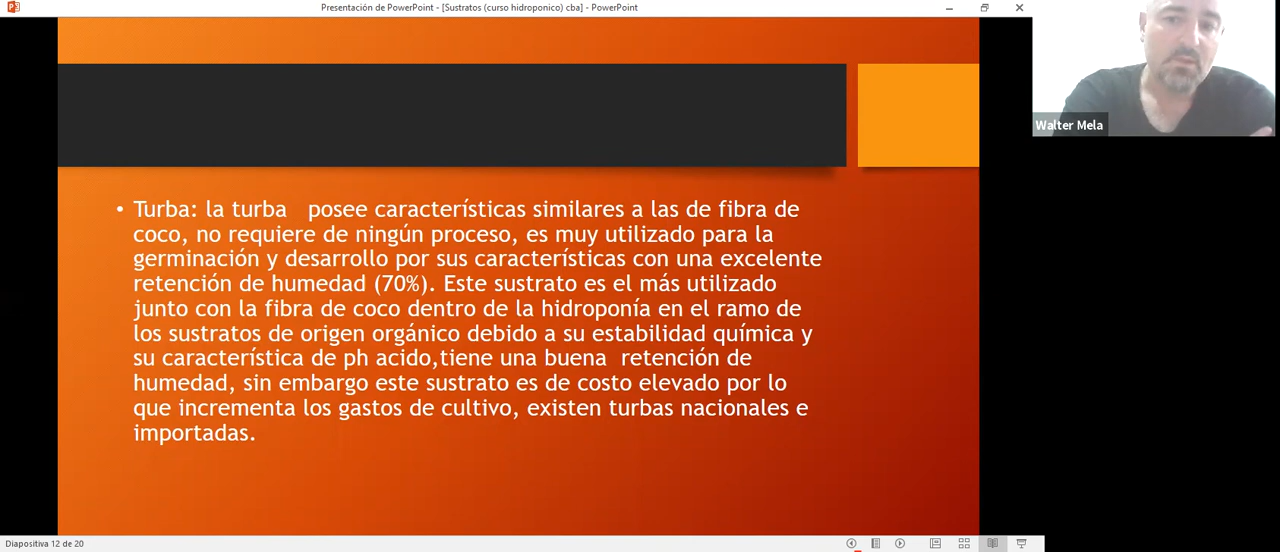 Presentación de PowerPoint - [Sustratos (curso hidroponico) cba] - PowerPoint
Walter Mela
• Turba: la turba   posee características similares a las de fibra de
coco, no requiere de ningún proceso, es muy utilizado para la
germinación y desarrollo por sus características con una excelente
retención de humedad (70%). Este sustrato es el más utilizado
junto con la fibra de coco dentro de la hidroponía en el ramo de
los sustratos de origen orgánico debido a su estabilidad química y
su característica de ph acido,tiene una buena  retención de
humedad, sin embargo este sustrato es de costo elevado por lo
que incrementa los gastos de cultivo, existen turbas nacionales e
importadas.
Diapositiva 12 de 20